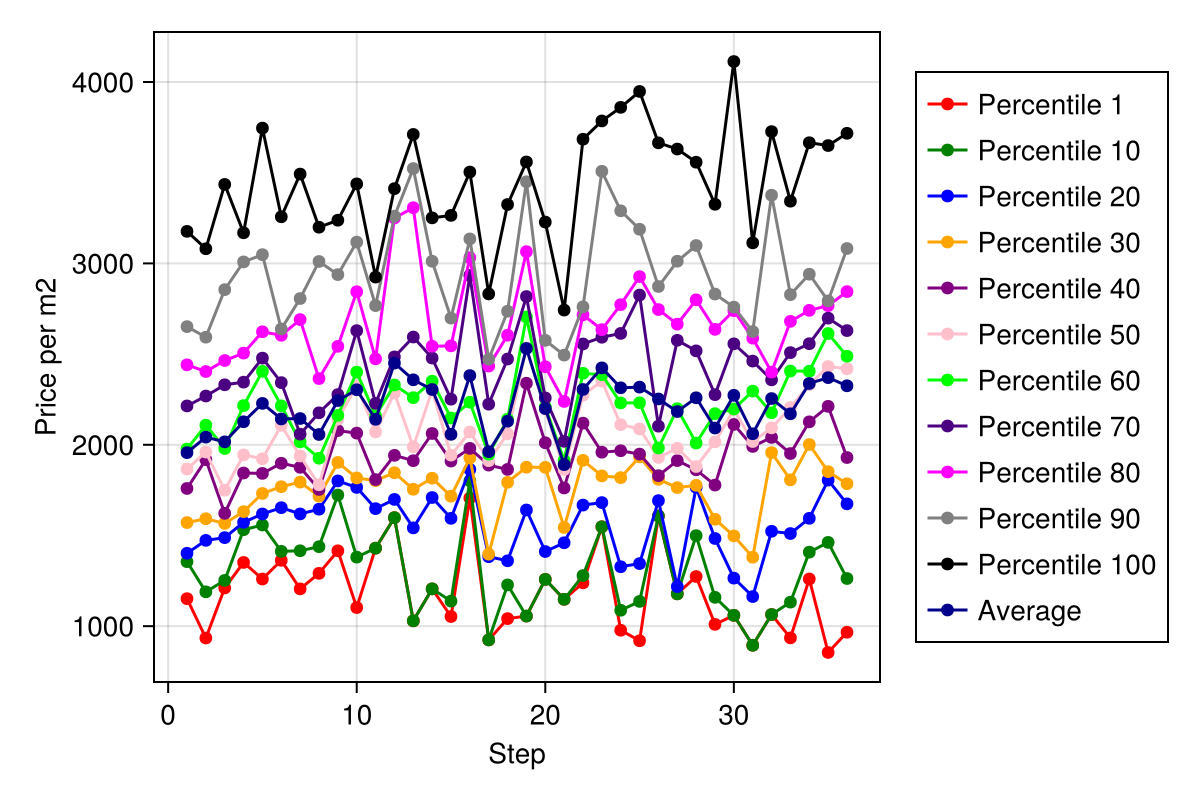 4000
3000
2000
1000
Price per m2
0 10 20 30
Step
Percentile 1
Percentile 10
Percentile 20
Percentile 30
Percentile 40
Percentile 50
Percentile 60
Percentile 70
Percentile 80
Percentile 90
Percentile 100
Average